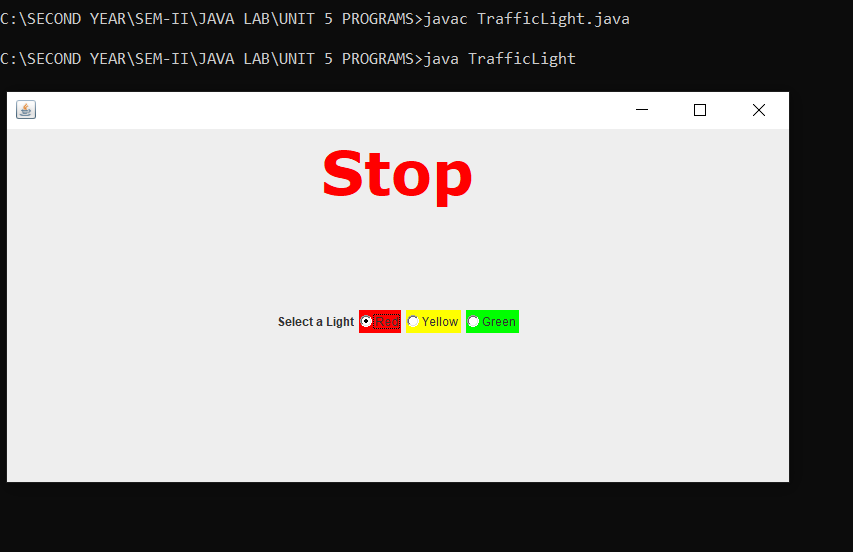 C:\SECOND YEAR\SEM-II\JAVA LAB\UNIT 5 PROGRAMS>javac TrafficLight.java
C:\SECOND YEAR\SEM-II\JAVA LAB\UNIT 5 PROGRAMS>java TrafficLight
Stop
Select a Light Red Yellow Green